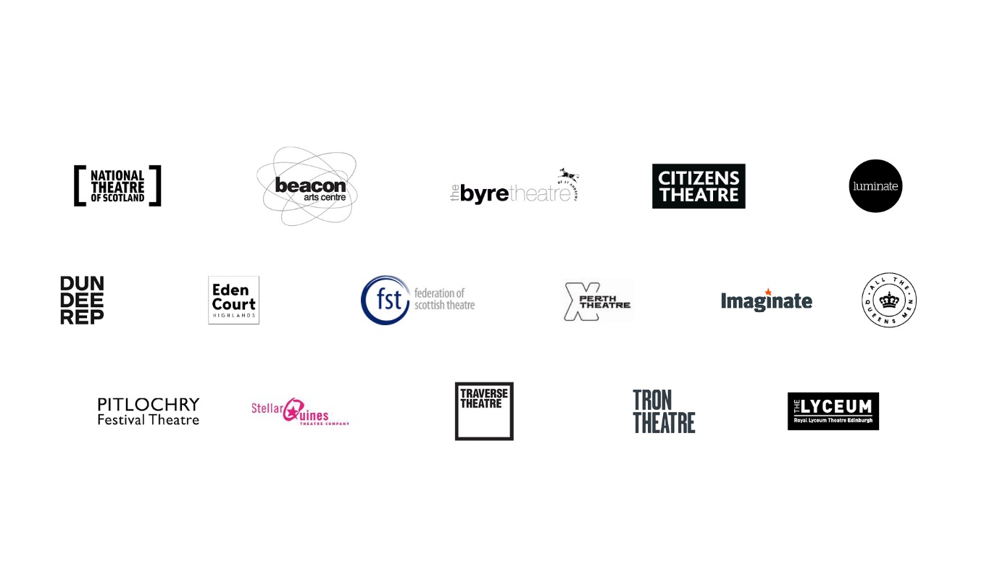 NATIONAL
THEATRE
OF SCOTLAND
beacon
arts centre
the byretheatre
OF ST ANDREWS
CITIZENS
THEATRE
luminate
DUN
DEE
REP
Eden
Court
HIGHLANDS
fst
federation of
scottish theatre
PERTH
THEATRE
Imaginate
ALL THE
QUEENS MEN
PITLOCHRY
Festival Theatre
Stellar Quines
THEATRE COMPANY
TRAVERSE
THEATRE
TRON
THEATRE
THE LYCEUM
Royal Lyceum Theatre Edinburgh